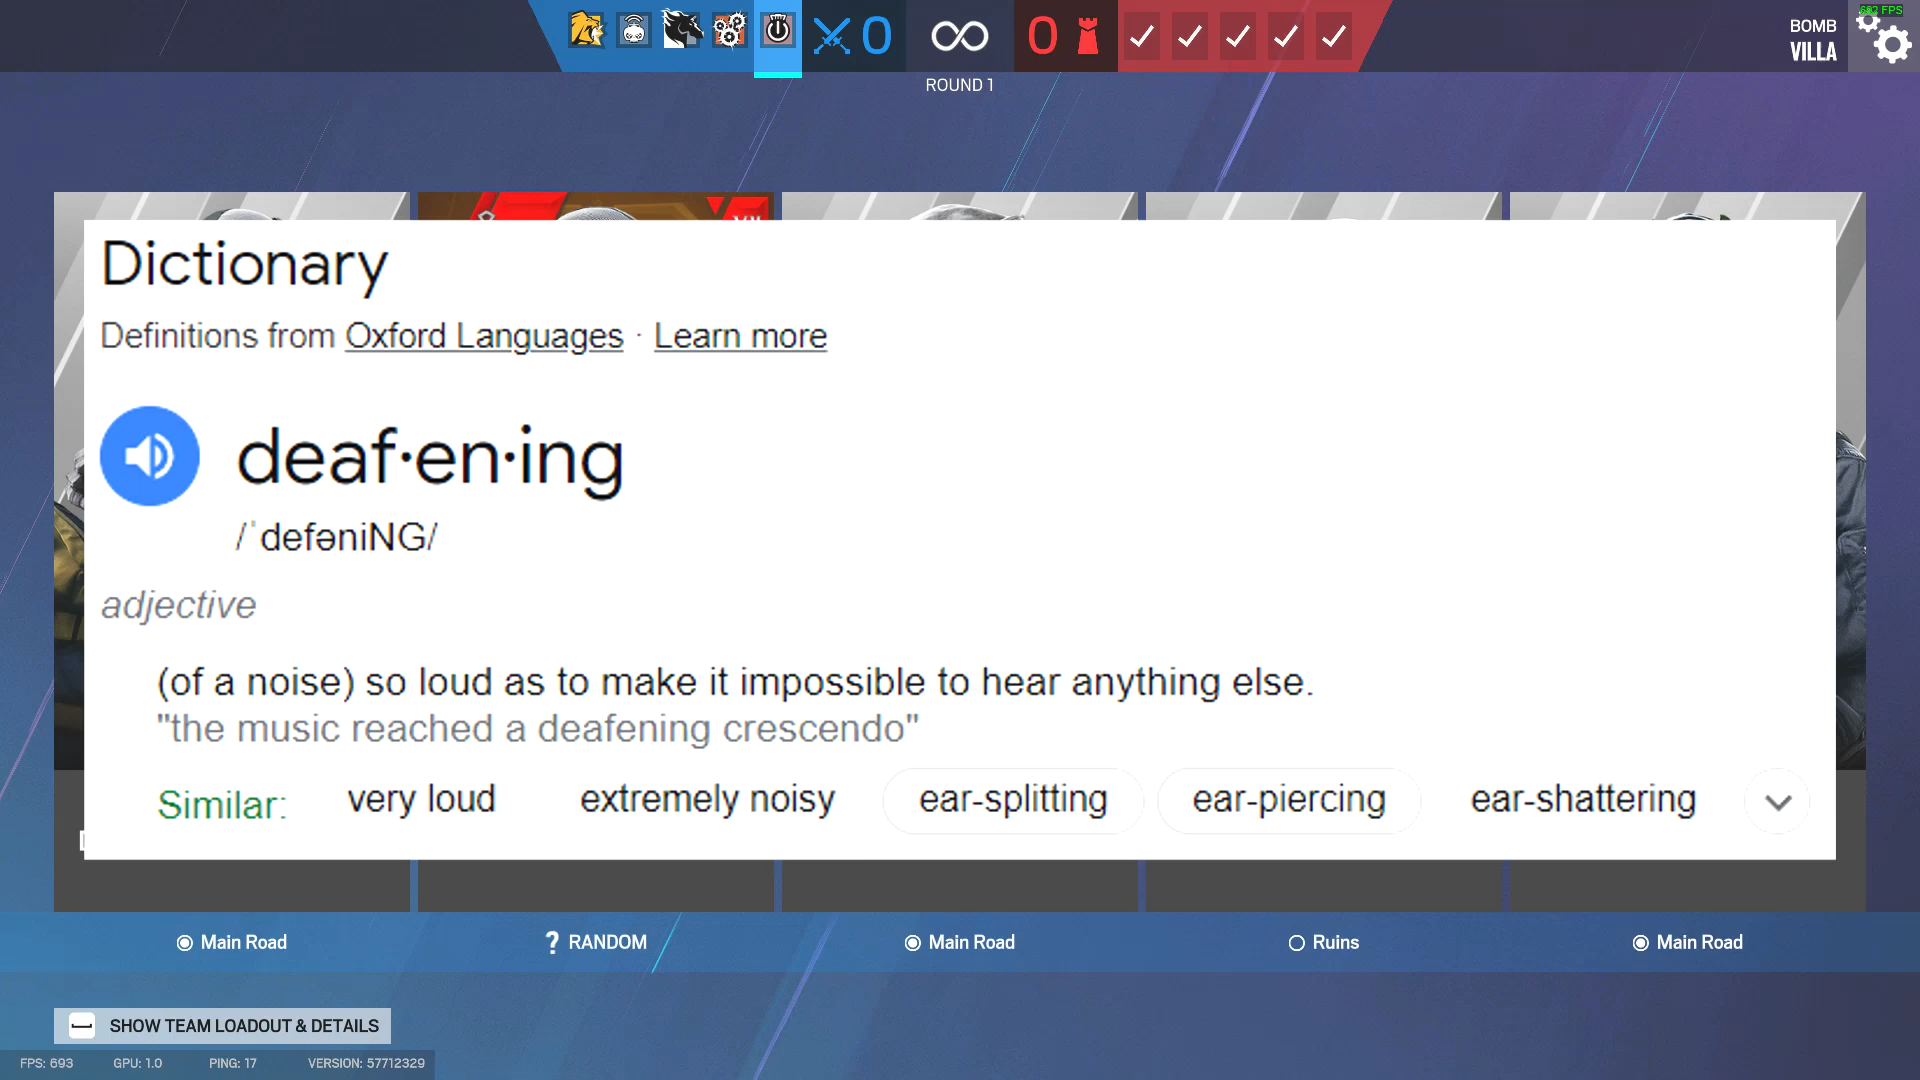 682 FPS
0
0
BOMB
VILLA
ROUND 1
Dictionary
Definitions from Oxford Languages · Learn more
deaf·en·ing
/ˈdefəniNG/
adjective
(of a noise) so loud as to make it impossible to hear anything else.
"the music reached a deafening crescendo"
Similar: very loud extremely noisy ear-splitting ear-piercing ear-shattering
Main Road ? RANDOM Main Road Ruins Main Road
SHOW TEAM LOADOUT & DETAILS
FPS: 693 GPU: 1.0 PING: 17 VERSION: 57712329